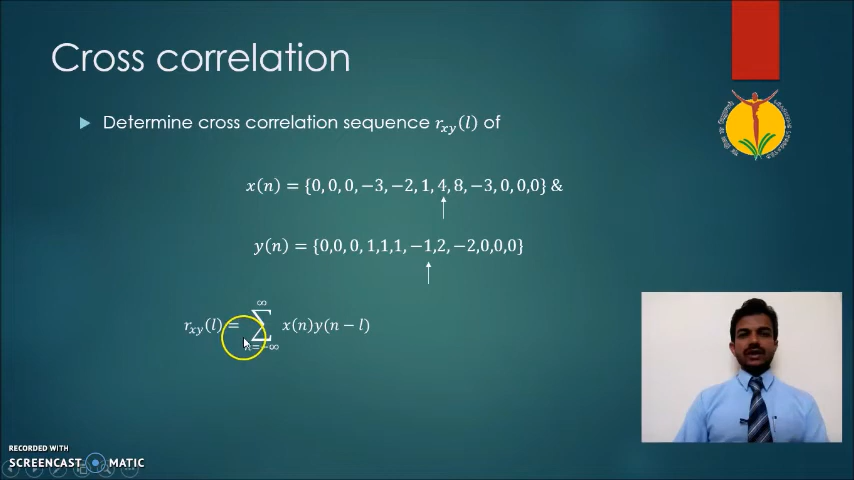 Cross correlation
Determine cross correlation sequence r_{xy}(l) of
x(n) = {0, 0, 0, −3, −2, 1, 4, 8, −3, 0, 0,0} &
y(n) = {0,0, 0, 1,1,1, −1,2, −2,0,0,0}
r_{xy}(l) = \sum_{n=−∞}^{∞} x(n)y(n − l)
RECORDED WITH
SCREENCAST MATIC